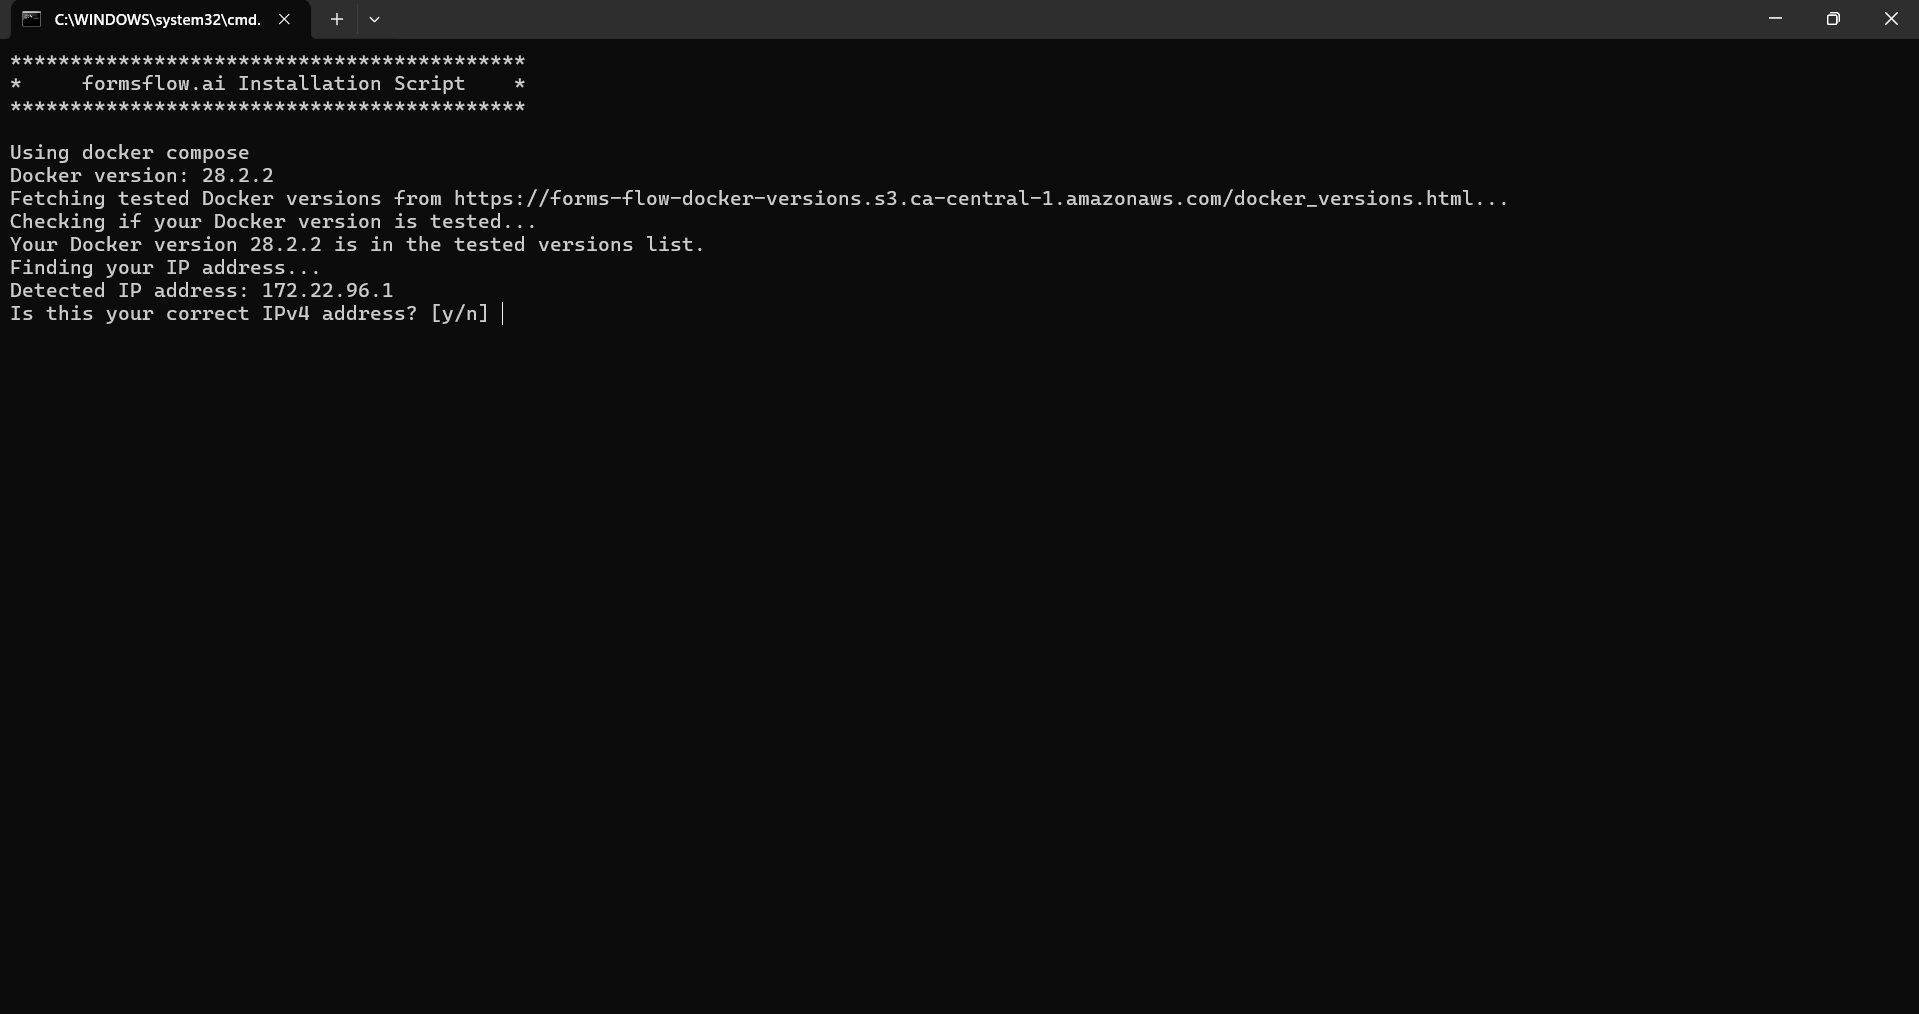 C:\WINDOWS\system32\cmd.
*******************************************
*     formsflow.ai Installation Script    *
*******************************************
Using docker compose
Docker version: 28.2.2
Fetching tested Docker versions from https://forms-flow-docker-versions.s3.ca-central-1.amazonaws.com/docker_versions.html...
Checking if your Docker version is tested...
Your Docker version 28.2.2 is in the tested versions list.
Finding your IP address...
Detected IP address: 172.22.96.1
Is this your correct IPv4 address? [y/n]